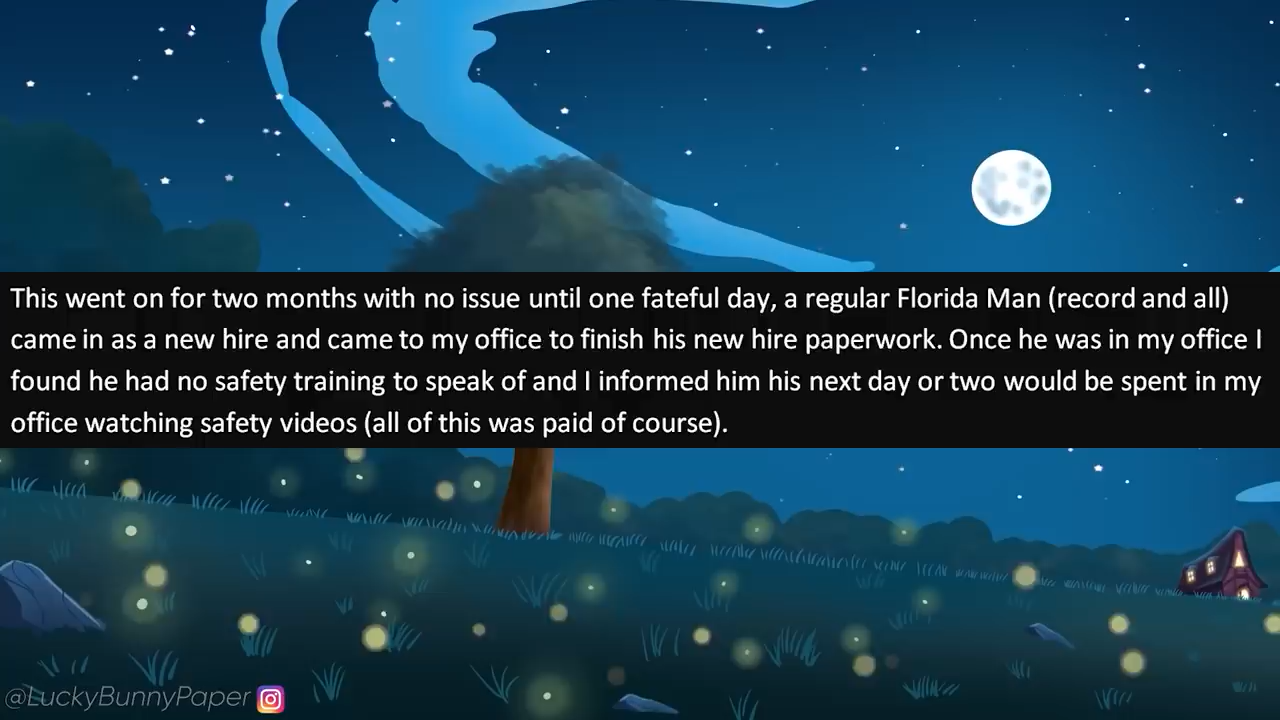 This went on for two months with no issue until one fateful day, a regular Florida Man (record and all)
came in as a new hire and came to my office to finish his new hire paperwork. Once he was in my office I
found he had no safety training to speak of and I informed him his next day or two would be spent in my
office watching safety videos (all of this was paid of course).
@LuckyBunnyPaper